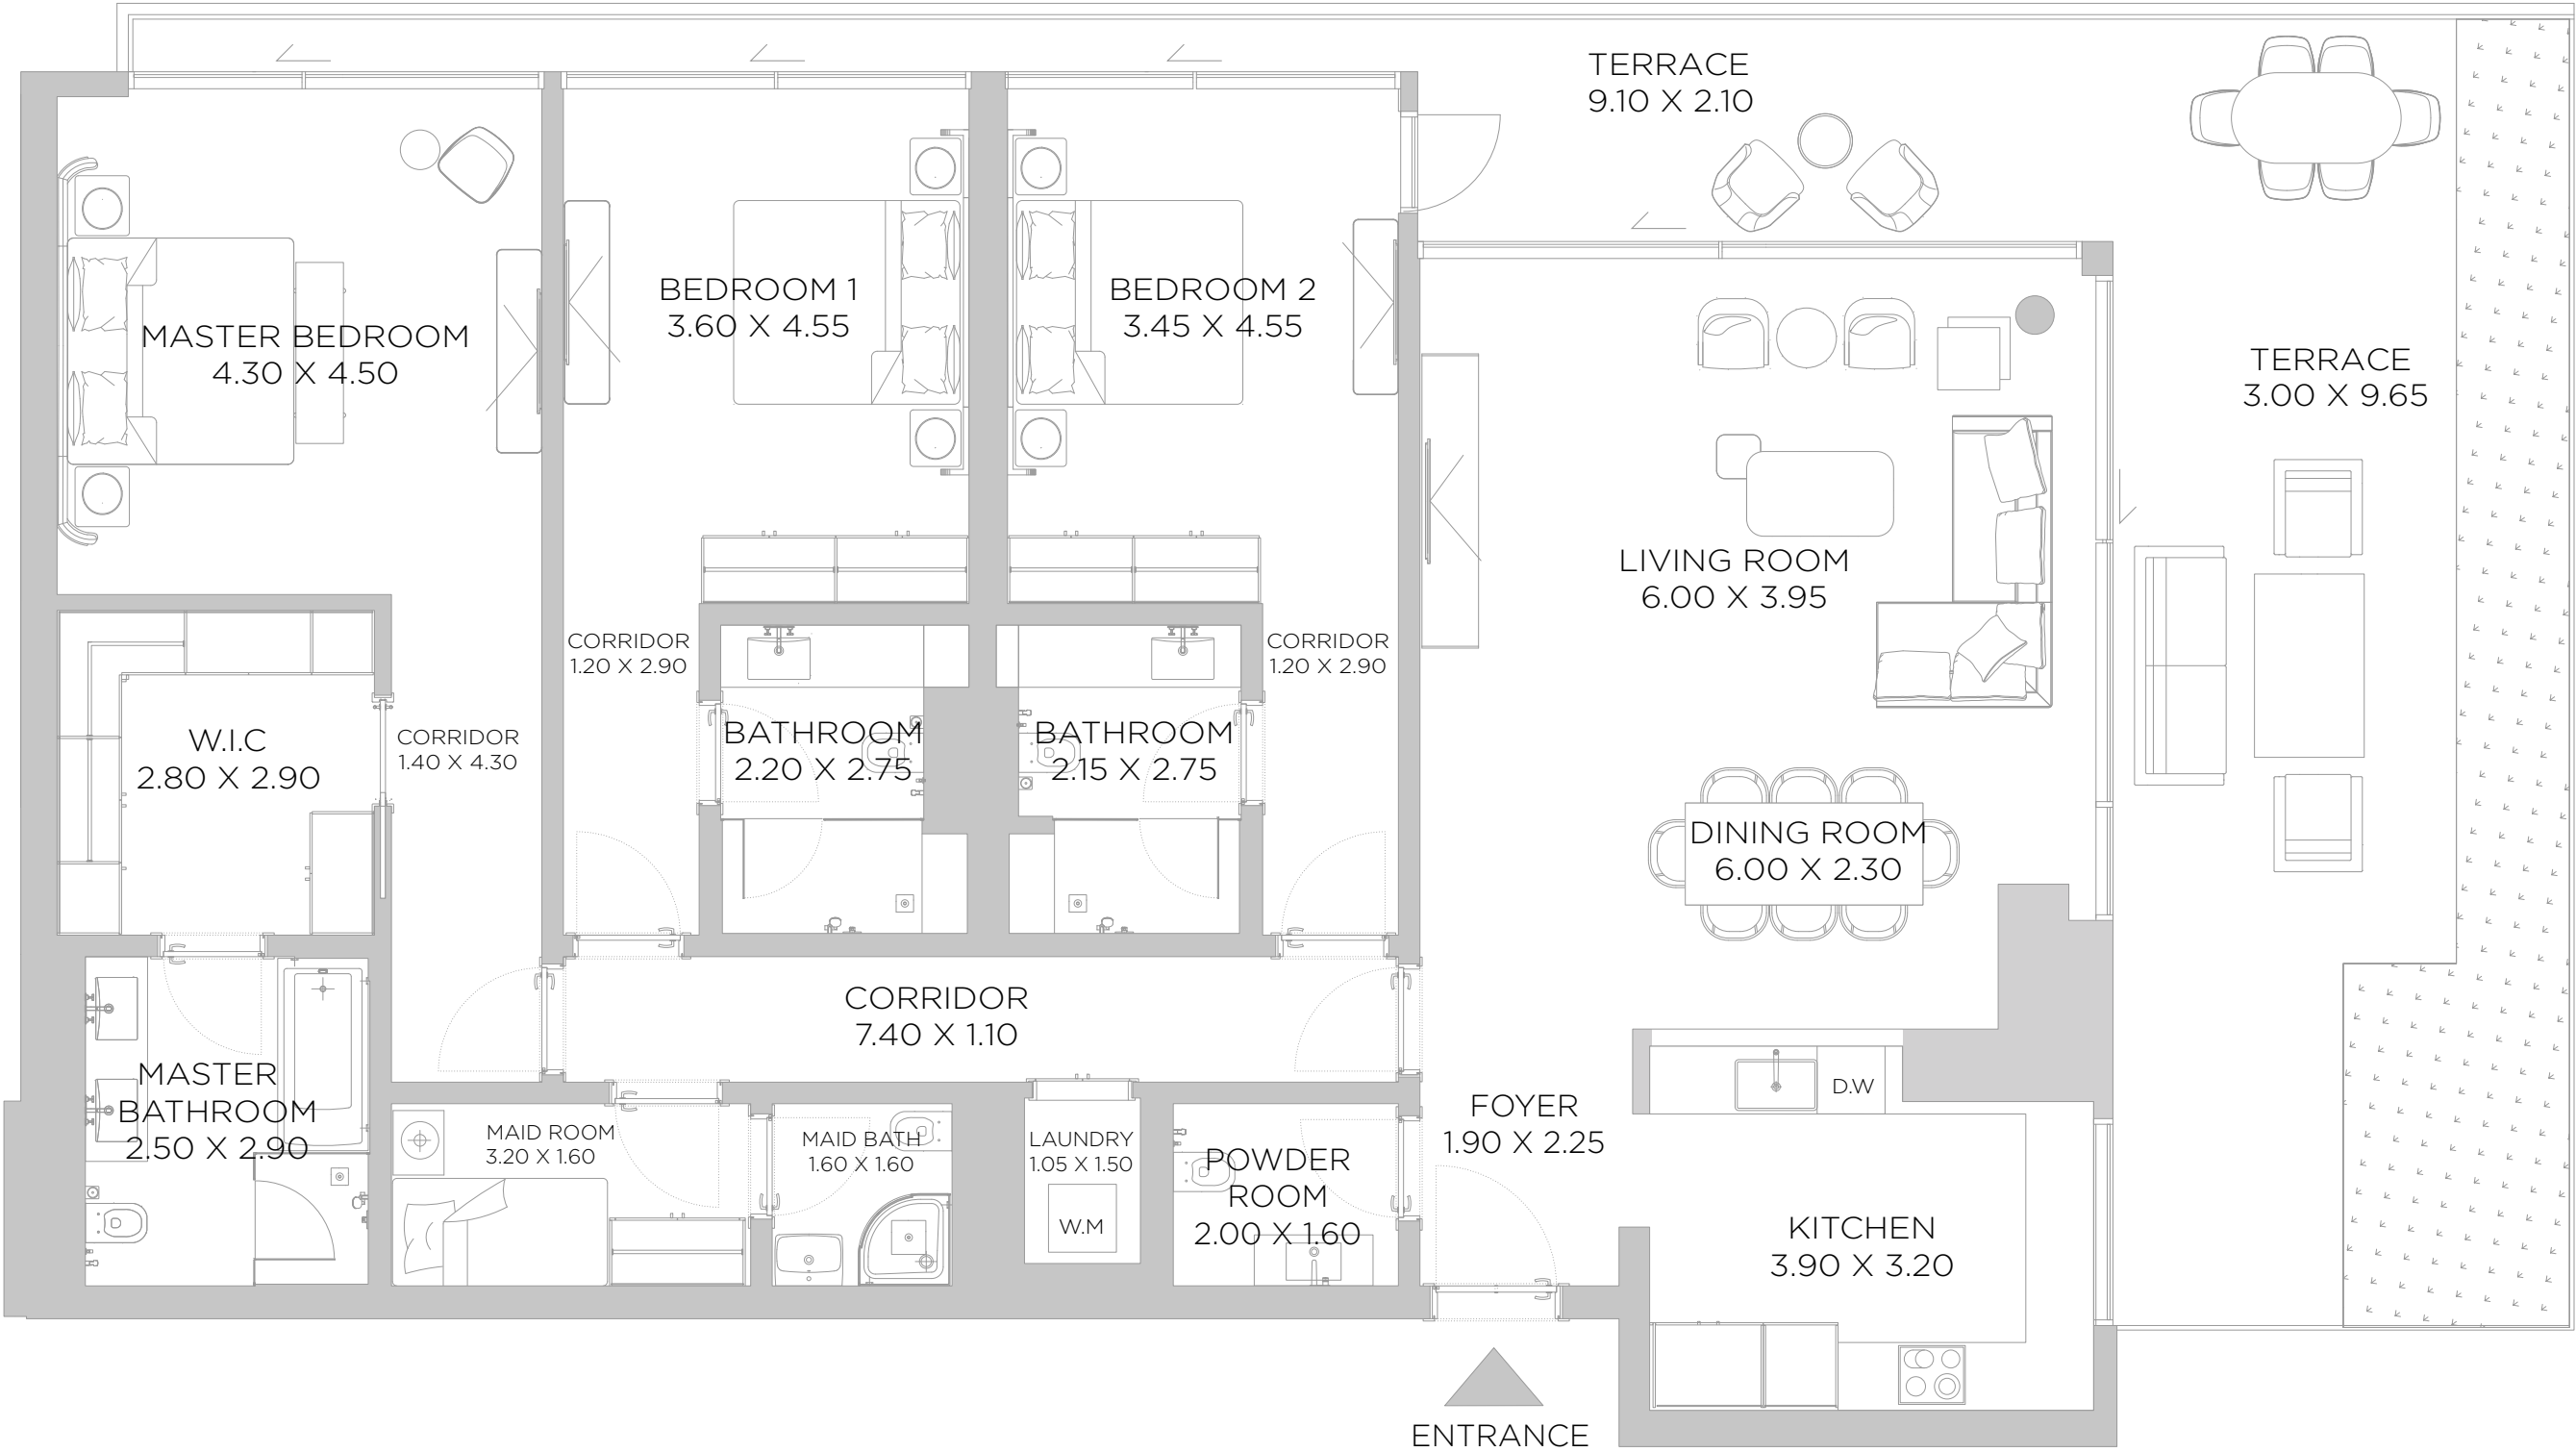 TERRACE
9.10 X 2.10
MASTER BEDROOM
4.30 X 4.50
BEDROOM 1
3.60 X 4.55
BEDROOM 2
3.45 X 4.55
TERRACE
3.00 X 9.65
LIVING ROOM
6.00 X 3.95
CORRIDOR
1.20 X 2.90
CORRIDOR
1.20 X 2.90
W.I.C
2.80 X 2.90
CORRIDOR
1.40 X 4.30
BATHROOM
2.20 X 2.75
BATHROOM
2.15 X 2.75
DINING ROOM
6.00 X 2.30
CORRIDOR
7.40 X 1.10
MASTER
BATHROOM
2.50 X 2.90
MAID ROOM
3.20 X 1.60
MAID BATH
1.60 X 1.60
LAUNDRY
1.05 X 1.50
W.M
POWDER
ROOM
2.00 X 1.60
FOYER
1.90 X 2.25
D.W
KITCHEN
3.90 X 3.20
ENTRANCE